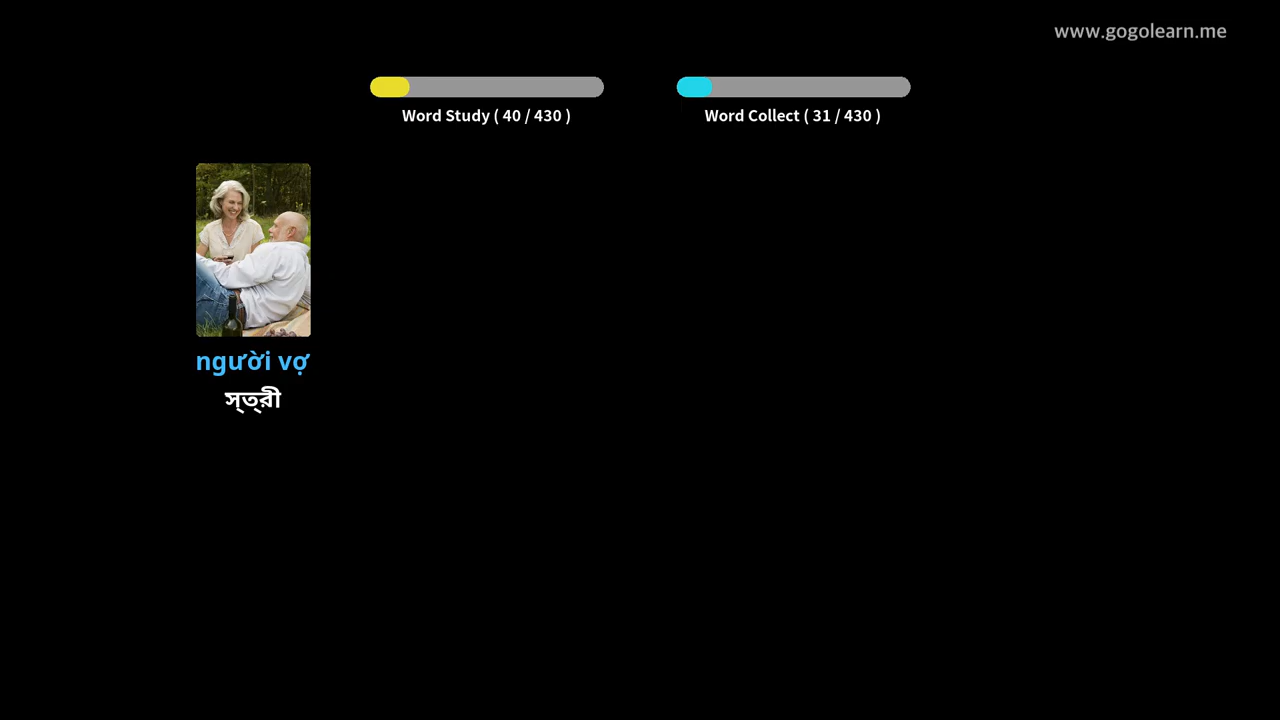 www.gogolearn.me
Word Study ( 40 / 430 )
Word Collect ( 31 / 430 )
người vợ
স্ত্রী